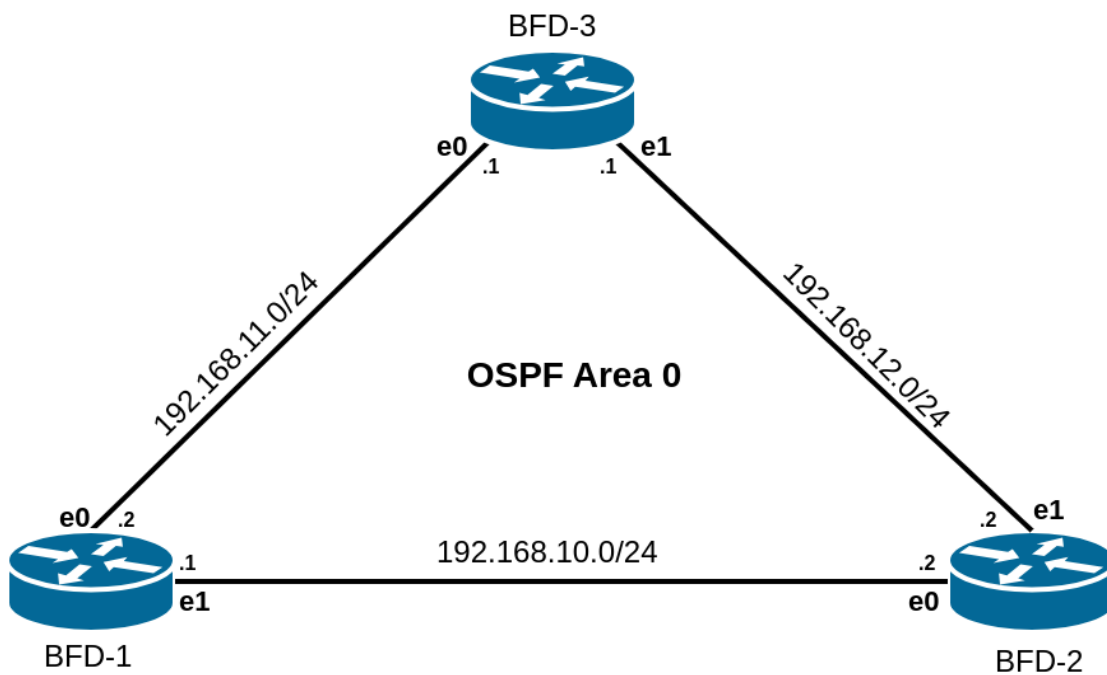 BFD-3
e0
e1
.1
.1
192.168.11.0/24
192.168.12.0/24
OSPF Area 0
e0
.2
.2
e1
192.168.10.0/24
.1
.2
e1
e0
BFD-1
BFD-2